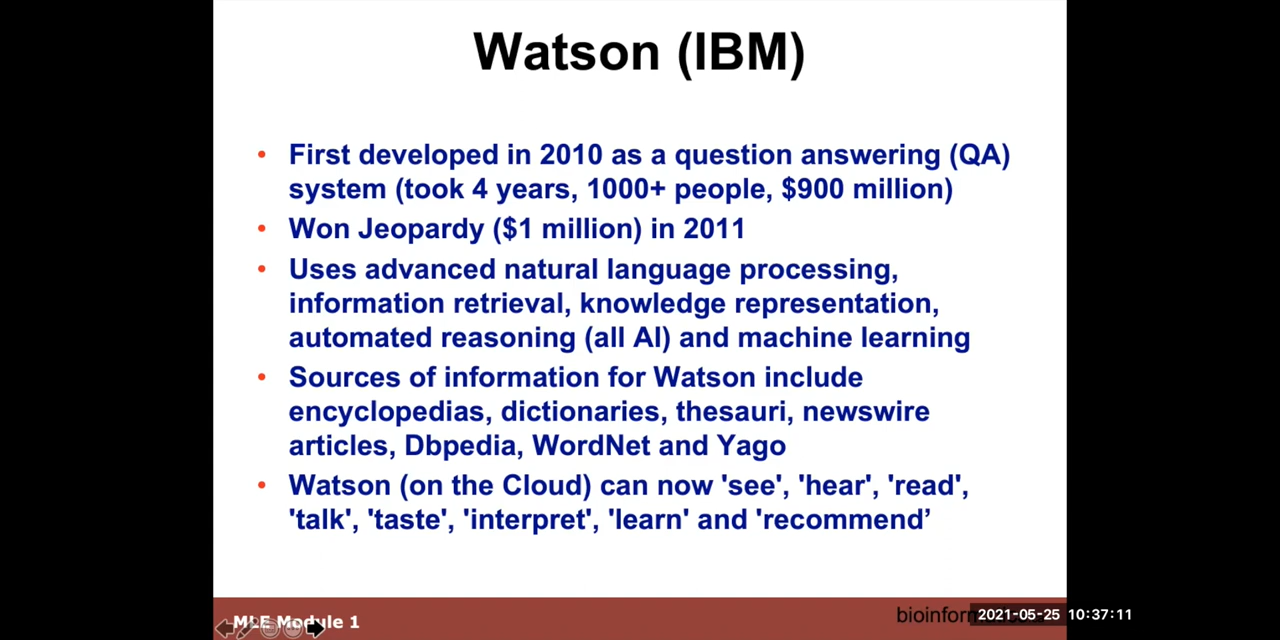 Watson (IBM)
• First developed in 2010 as a question answering (QA)
system (took 4 years, 1000+ people, $900 million)
• Won Jeopardy ($1 million) in 2011
• Uses advanced natural language processing,
information retrieval, knowledge representation,
automated reasoning (all AI) and machine learning
• Sources of information for Watson include
encyclopedias, dictionaries, thesauri, newswire
articles, Dbpedia, WordNet and Yago
• Watson (on the Cloud) can now 'see', 'hear', 'read',
'talk', 'taste', 'interpret', 'learn' and 'recommend’
MLE Module 1
2021-05-25 10:37:11